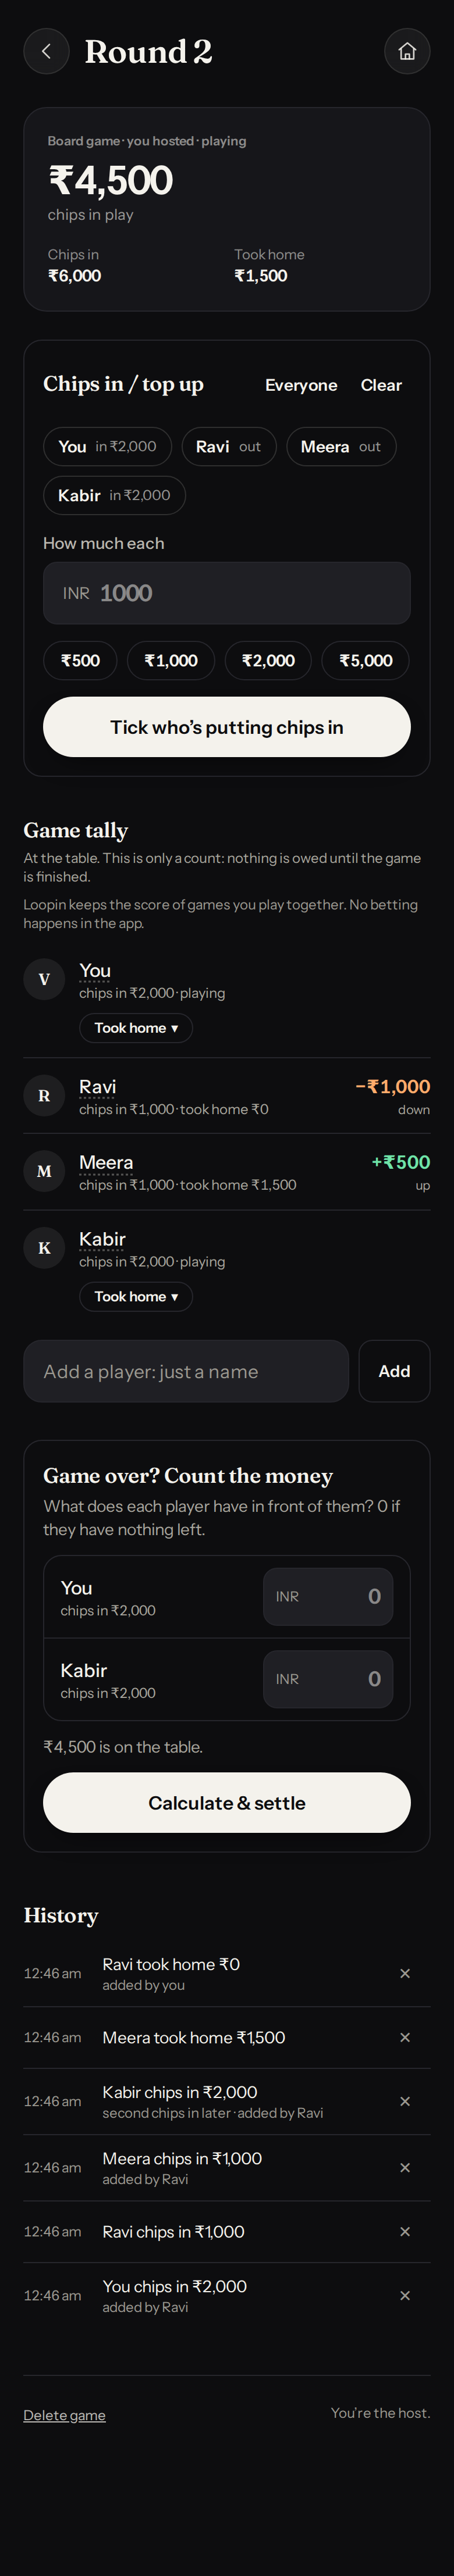 Round 2
Board game · you hosted · playing
₹4,500
chips in play
Chips in
Took home
₹6,000
₹1,500
Chips in / top up
Everyone
Clear
You in ₹2,000
Ravi out
Meera out
Kabir in ₹2,000
How much each
INR 1000
₹500
₹1,000
₹2,000
₹5,000
Tick who's putting chips in
Game tally
At the table. This is only a count: nothing is owed until the game
is finished.
Loopin keeps the score of games you play together. No betting
happens in the app.
V
You
chips in ₹2,000 · playing
Took home ▾
R
Ravi
chips in ₹1,000 · took home ₹0
−₹1,000
down
M
Meera
chips in ₹1,000 · took home ₹1,500
+₹500
up
K
Kabir
chips in ₹2,000 · playing
Took home ▾
Add a player: just a name
Add
Game over? Count the money
What does each player have in front of them? 0 if
they have nothing left.
You
chips in ₹2,000
INR 0
Kabir
chips in ₹2,000
INR 0
₹4,500 is on the table.
Calculate & settle
History
12:46 am
Ravi took home ₹0
added by you
×
12:46 am
Meera took home ₹1,500
×
12:46 am
Kabir chips in ₹2,000
second chips in later · added by Ravi
×
12:46 am
Meera chips in ₹1,000
added by Ravi
×
12:46 am
Ravi chips in ₹1,000
×
12:46 am
You chips in ₹2,000
added by Ravi
×
Delete game
You're the host.